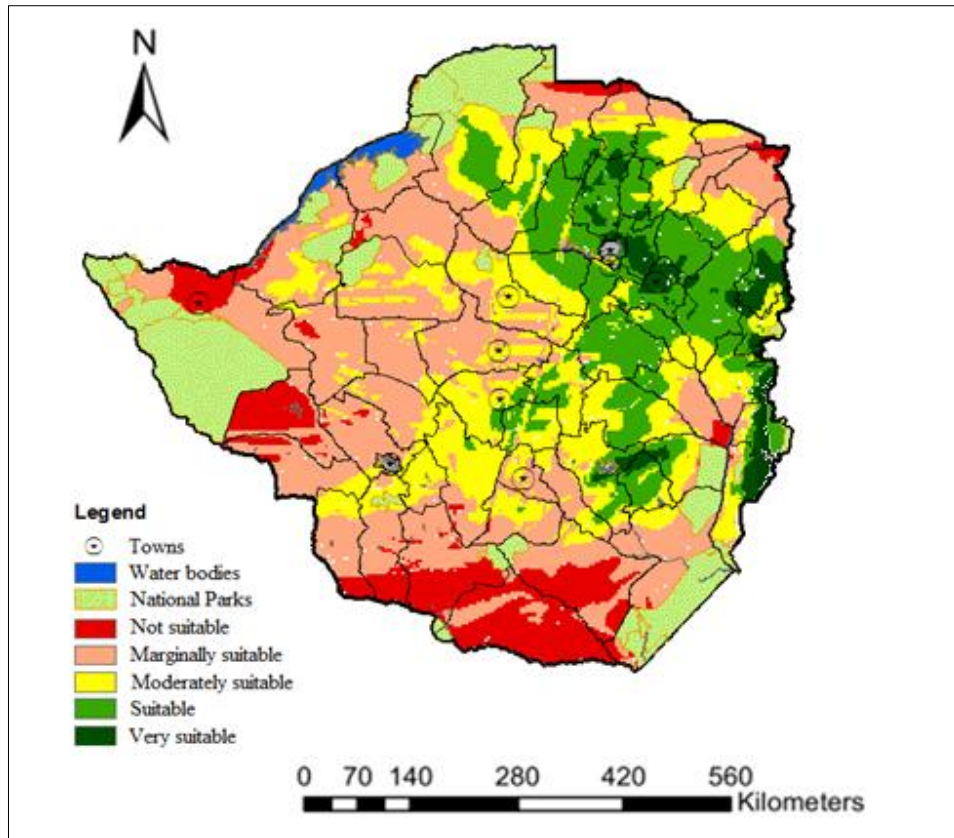 N
Legend
Towns
Water bodies
National Parks
Not suitable
Marginally suitable
Moderately suitable
Suitable
Very suitable
0 70 140 280 420 560
Kilometers